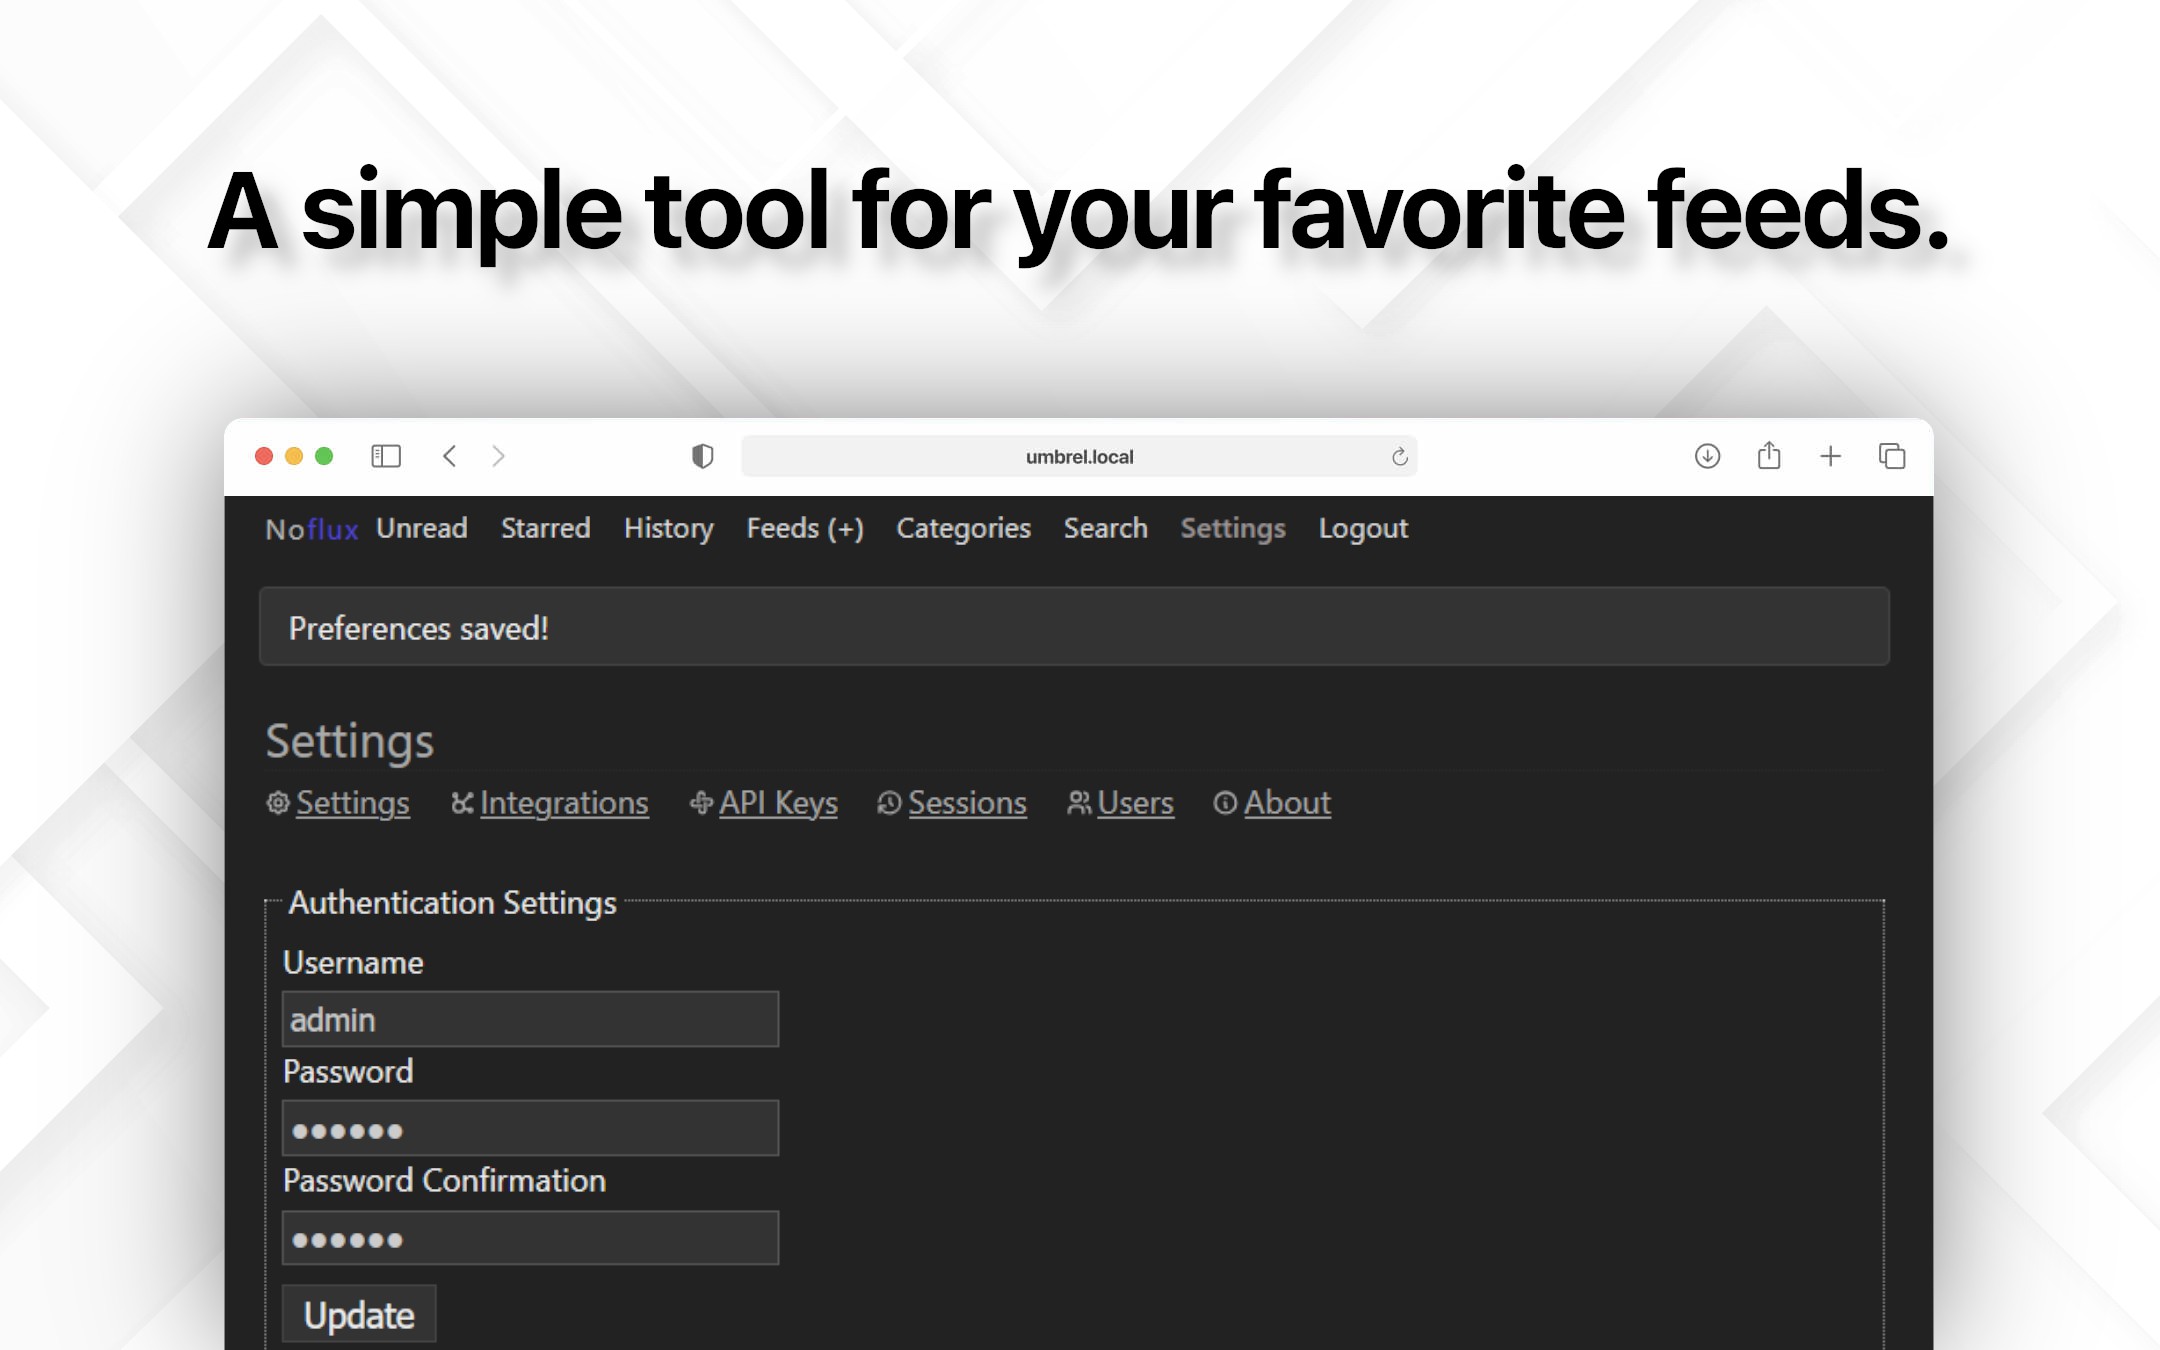 A simple tool for your favorite feeds.
umbrel.local
Noflux Unread Starred History Feeds (+) Categories Search Settings Logout
Preferences saved!
Settings
Settings Integrations API Keys Sessions Users About
Authentication Settings
Username
admin
Password
●●●●●●
Password Confirmation
●●●●●●
Update